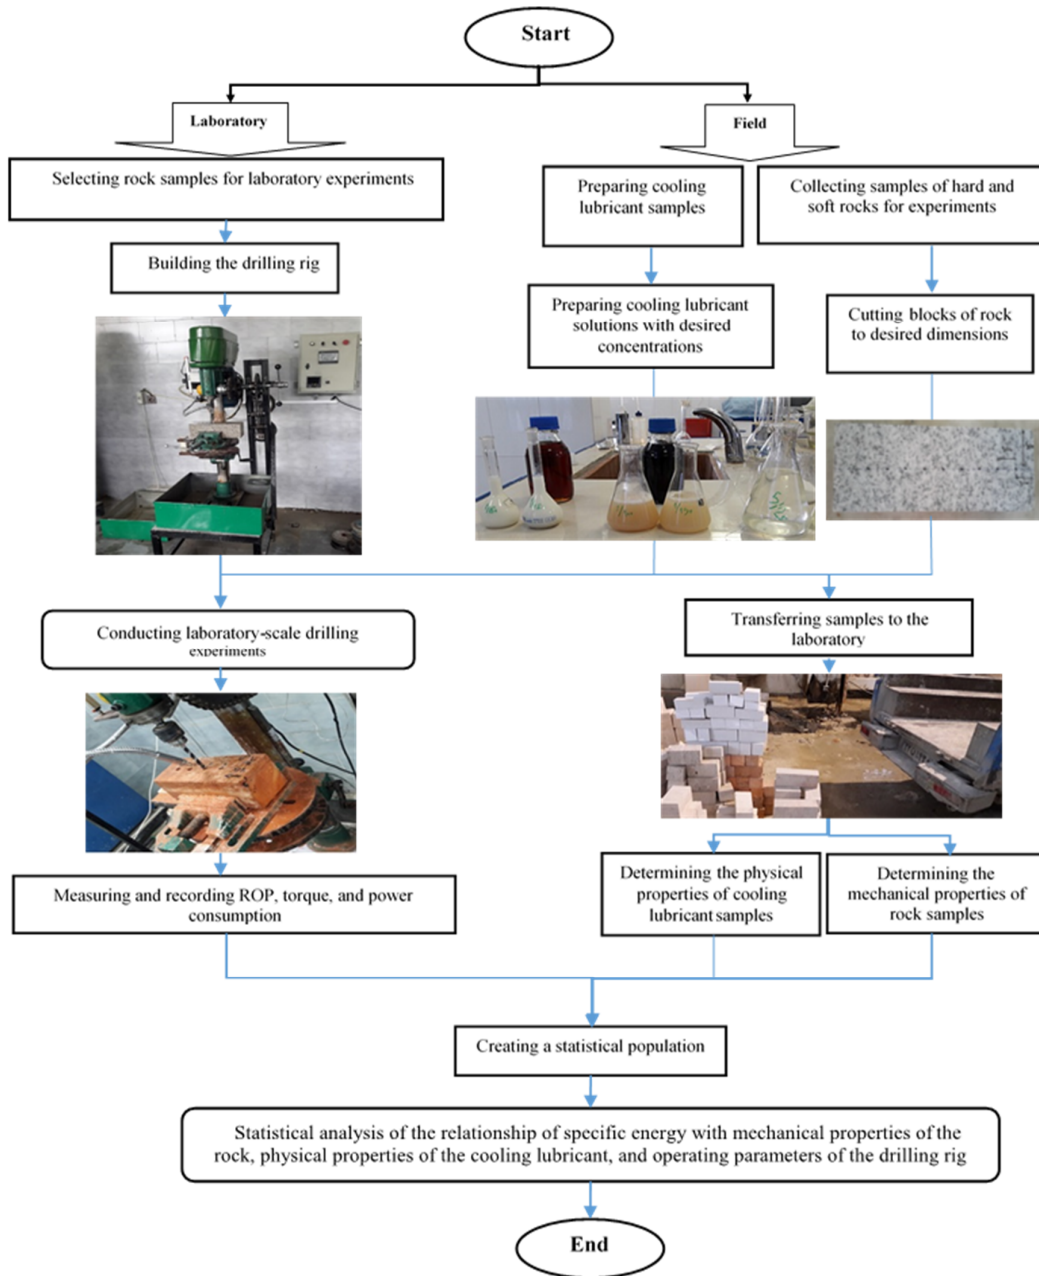 Start
Laboratory
Field
Selecting rock samples for laboratory experiments
Preparing cooling
lubricant samples
Collecting samples of hard and
soft rocks for experiments
Building the drilling rig
Preparing cooling lubricant
solutions with desired
concentrations
Cutting blocks of rock
to desired dimensions
Conducting laboratory-scale drilling
experiments
Transferring samples to the
laboratory
Measuring and recording ROP, torque, and power
consumption
Determining the physical
properties of cooling
lubricant samples
Determining the
mechanical properties of
rock samples
Creating a statistical population
Statistical analysis of the relationship of specific energy with mechanical properties of the
rock, physical properties of the cooling lubricant, and operating parameters of the drilling rig
End